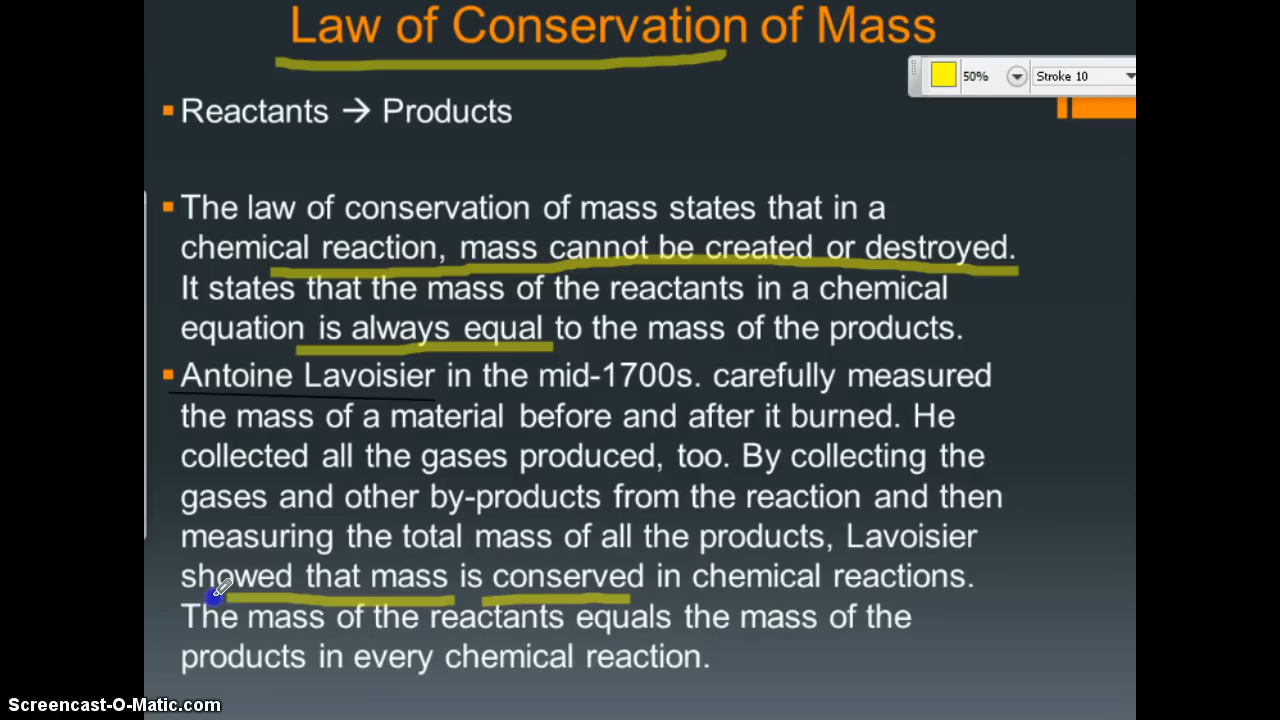 Law of Conservation of Mass
50%
Stroke 10
Reactants → Products
The law of conservation of mass states that in a
chemical reaction, mass cannot be created or destroyed.
It states that the mass of the reactants in a chemical
equation is always equal to the mass of the products.
Antoine Lavoisier in the mid-1700s. carefully measured
the mass of a material before and after it burned. He
collected all the gases produced, too. By collecting the
gases and other by-products from the reaction and then
measuring the total mass of all the products, Lavoisier
showed that mass is conserved in chemical reactions.
The mass of the reactants equals the mass of the
products in every chemical reaction.
Screencast-O-Matic.com